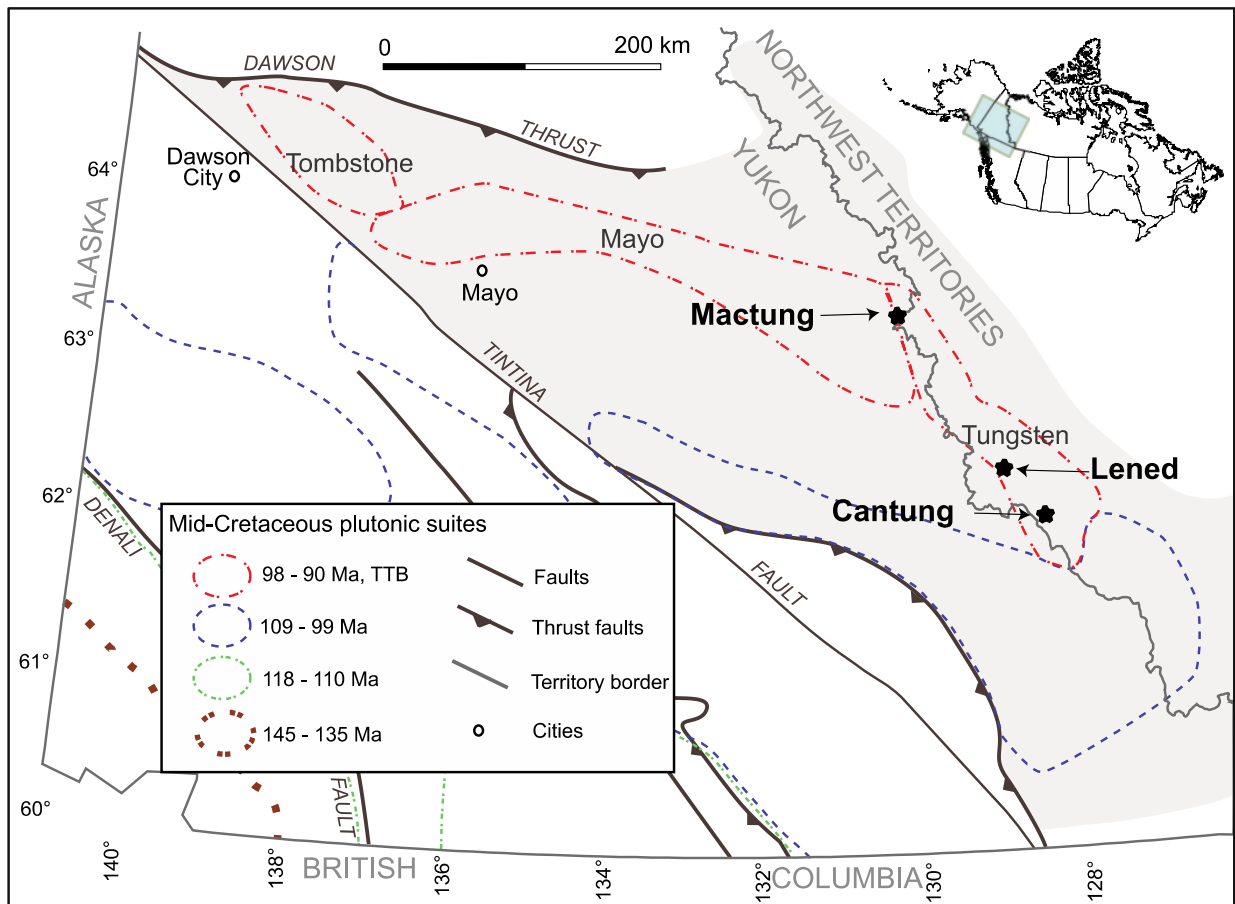 0
200 km
DAWSON
THRUST
NORTHWEST TERRITORIES
YUKON
64°
Dawson
City
Tombstone
ALASKA
Mayo
Mayo
Mactung
63°
TINTINA
FAULT
Tungsten
Lened
Cantung
62°
DENALI
FAULT
Mid-Cretaceous plutonic suites
98 - 90 Ma, TTB
109 - 99 Ma
118 - 110 Ma
145 - 135 Ma
Faults
Thrust faults
Territory border
Cities
61°
60°
BRITISH
COLUMBIA
140°
138°
136°
134°
132°
130°
128°